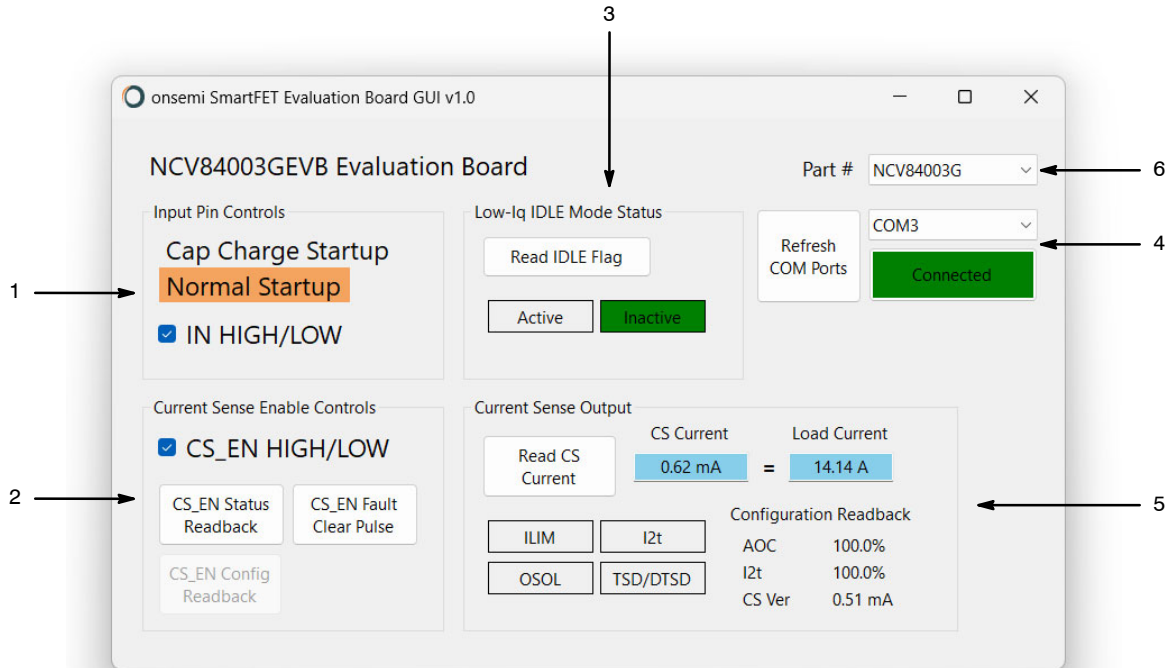 3
onsemi SmartFET Evaluation Board GUI v1.0
NCV84003GEVB Evaluation Board
Part #
NCV84003G
6
Input Pin Controls
Cap Charge Startup
Normal Startup
IN HIGH/LOW
1
Low-Iq IDLE Mode Status
Read IDLE Flag
Active
Inactive
Refresh
COM Ports
COM3
Connected
4
Current Sense Enable Controls
CS_EN HIGH/LOW
CS_EN Status
Readback
CS_EN Fault
Clear Pulse
CS_EN Config
Readback
2
Current Sense Output
Read CS
Current
CS Current
0.62 mA
=
Load Current
14.14 A
ILIM
I2t
OSOL
TSD/DTSD
Configuration Readback
AOC 100.0%
I2t 100.0%
CS Ver 0.51 mA
5